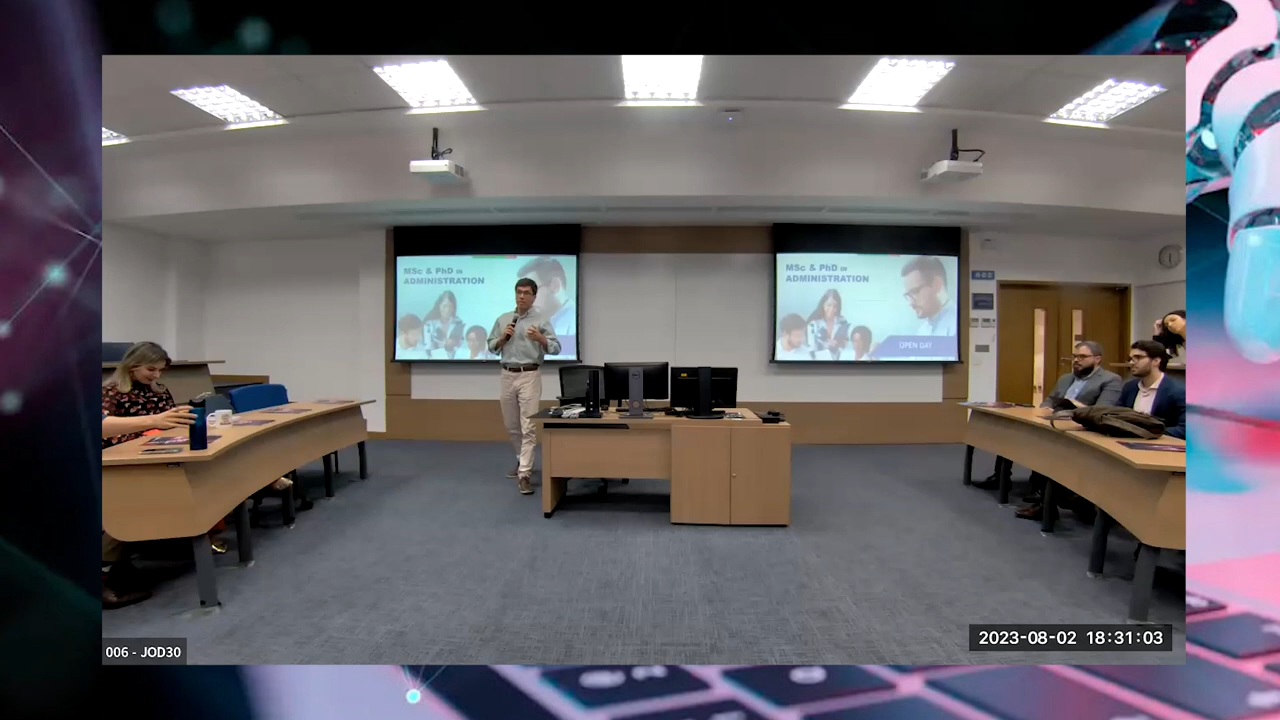 MSc & PhD IN
ADMINISTRATION
MSc & PhD IN
ADMINISTRATION
OPEN DAY
006 - JOD30
2023-08-02 18:31:03